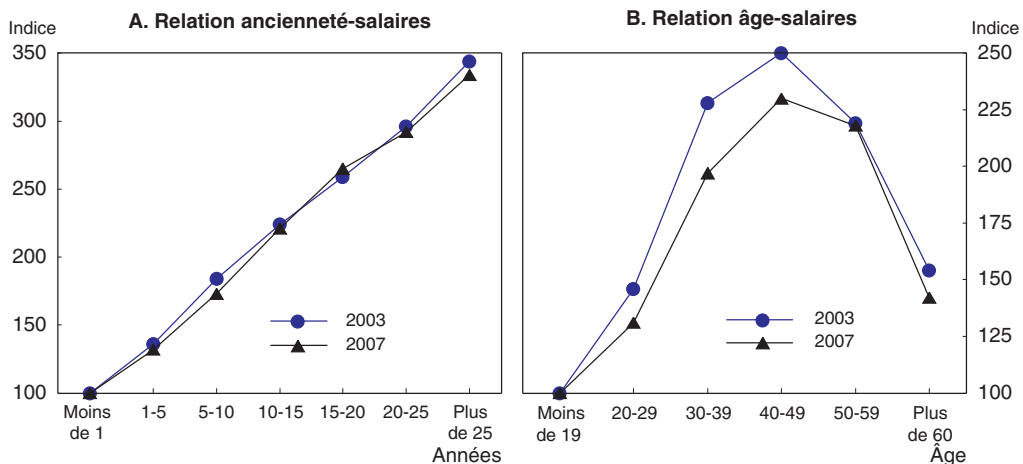 A. Relation ancienneté-salaires
Indice
350
300
250
200
150
100
2003
2007
Moins de 1
1-5
5-10
10-15
15-20
20-25
Plus de 25
Années
B. Relation âge-salaires
Indice
250
225
200
175
150
125
100
2003
2007
Moins de 19
20-29
30-39
40-49
50-59
Plus de 60
Âge